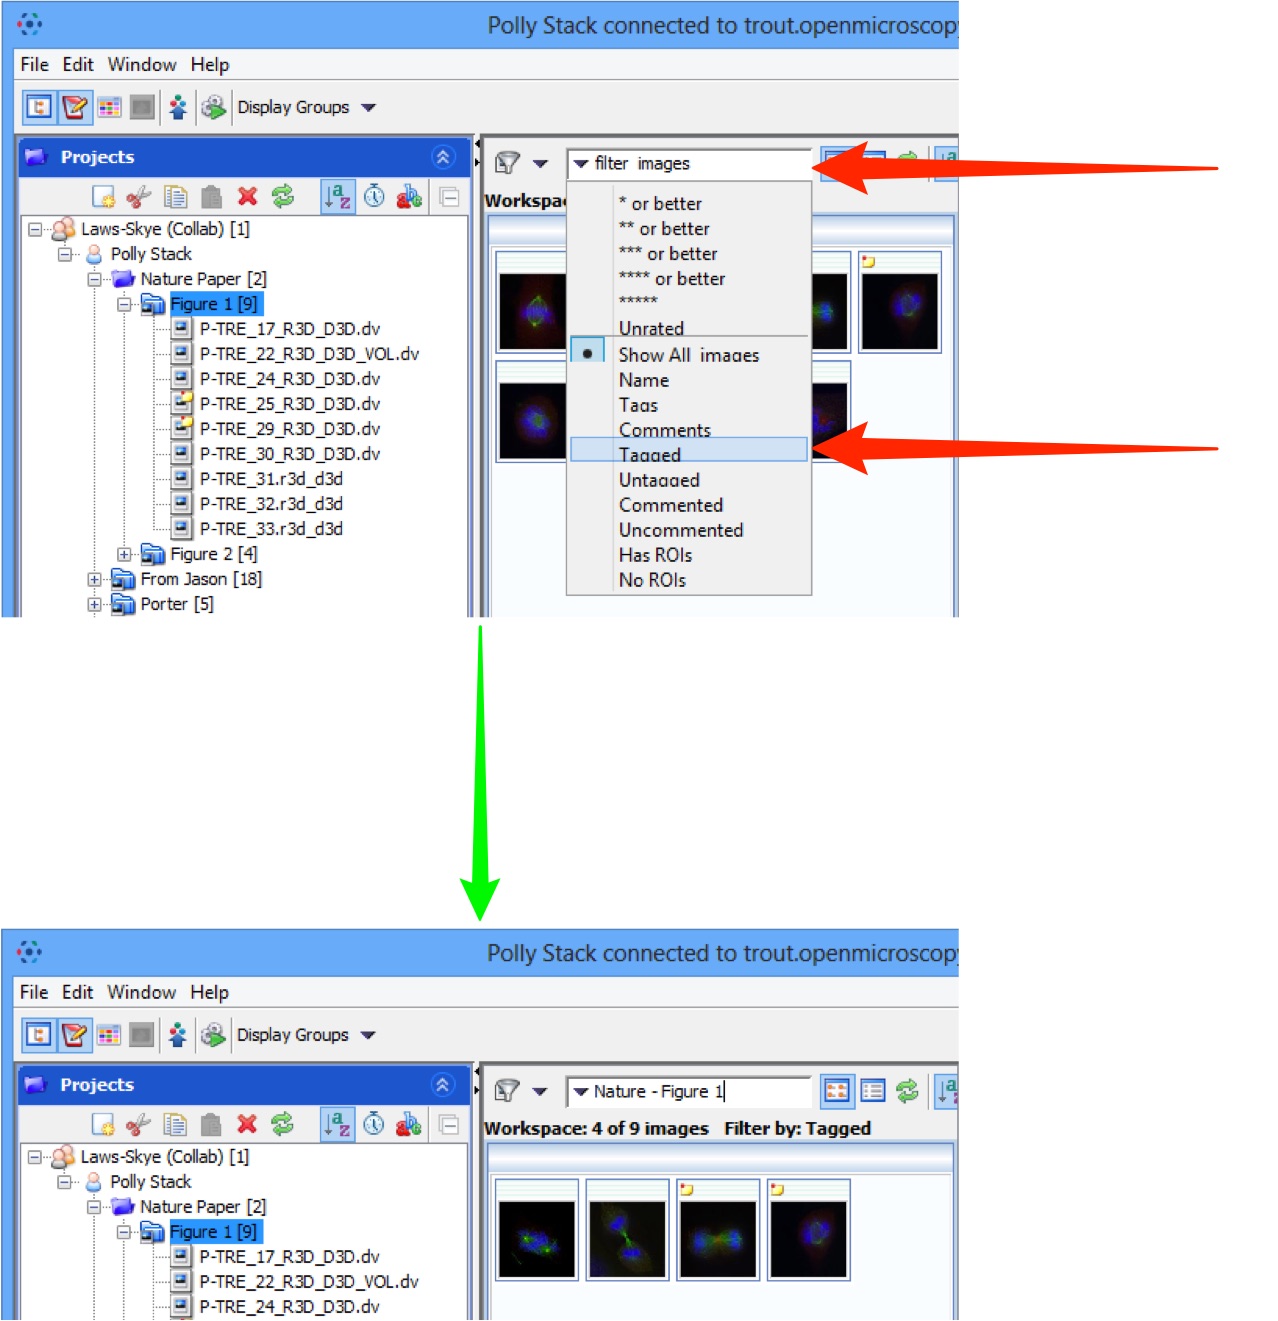 Polly Stack connected to trout.openmicroscopy
File Edit Window Help
Display Groups
Projects
filter images
Workspa
Laws-Skye (Collab) [1]
Polly Stack
Nature Paper [2]
Figure 1 [9]
P-TRE_17_R3D_D3D.dv
P-TRE_22_R3D_D3D_VOL.dv
P-TRE_24_R3D_D3D.dv
P-TRE_25_R3D_D3D.dv
P-TRE_29_R3D_D3D.dv
P-TRE_30_R3D_D3D.dv
P-TRE_31.r3d_d3d
P-TRE_32.r3d_d3d
P-TRE_33.r3d_d3d
Figure 2 [4]
From Jason [18]
Porter [5]
* or better
** or better
*** or better
**** or better
*****
Unrated
Show All images
Name
Tags
Comments
Tagged
Untagged
Commented
Uncommented
Has ROIs
No ROIs
Polly Stack connected to trout.openmicroscopy
File Edit Window Help
Display Groups
Projects
Nature - Figure 1
Workspace: 4 of 9 images Filter by: Tagged
Laws-Skye (Collab) [1]
Polly Stack
Nature Paper [2]
Figure 1 [9]
P-TRE_17_R3D_D3D.dv
P-TRE_22_R3D_D3D_VOL.dv
P-TRE_24_R3D_D3D.dv